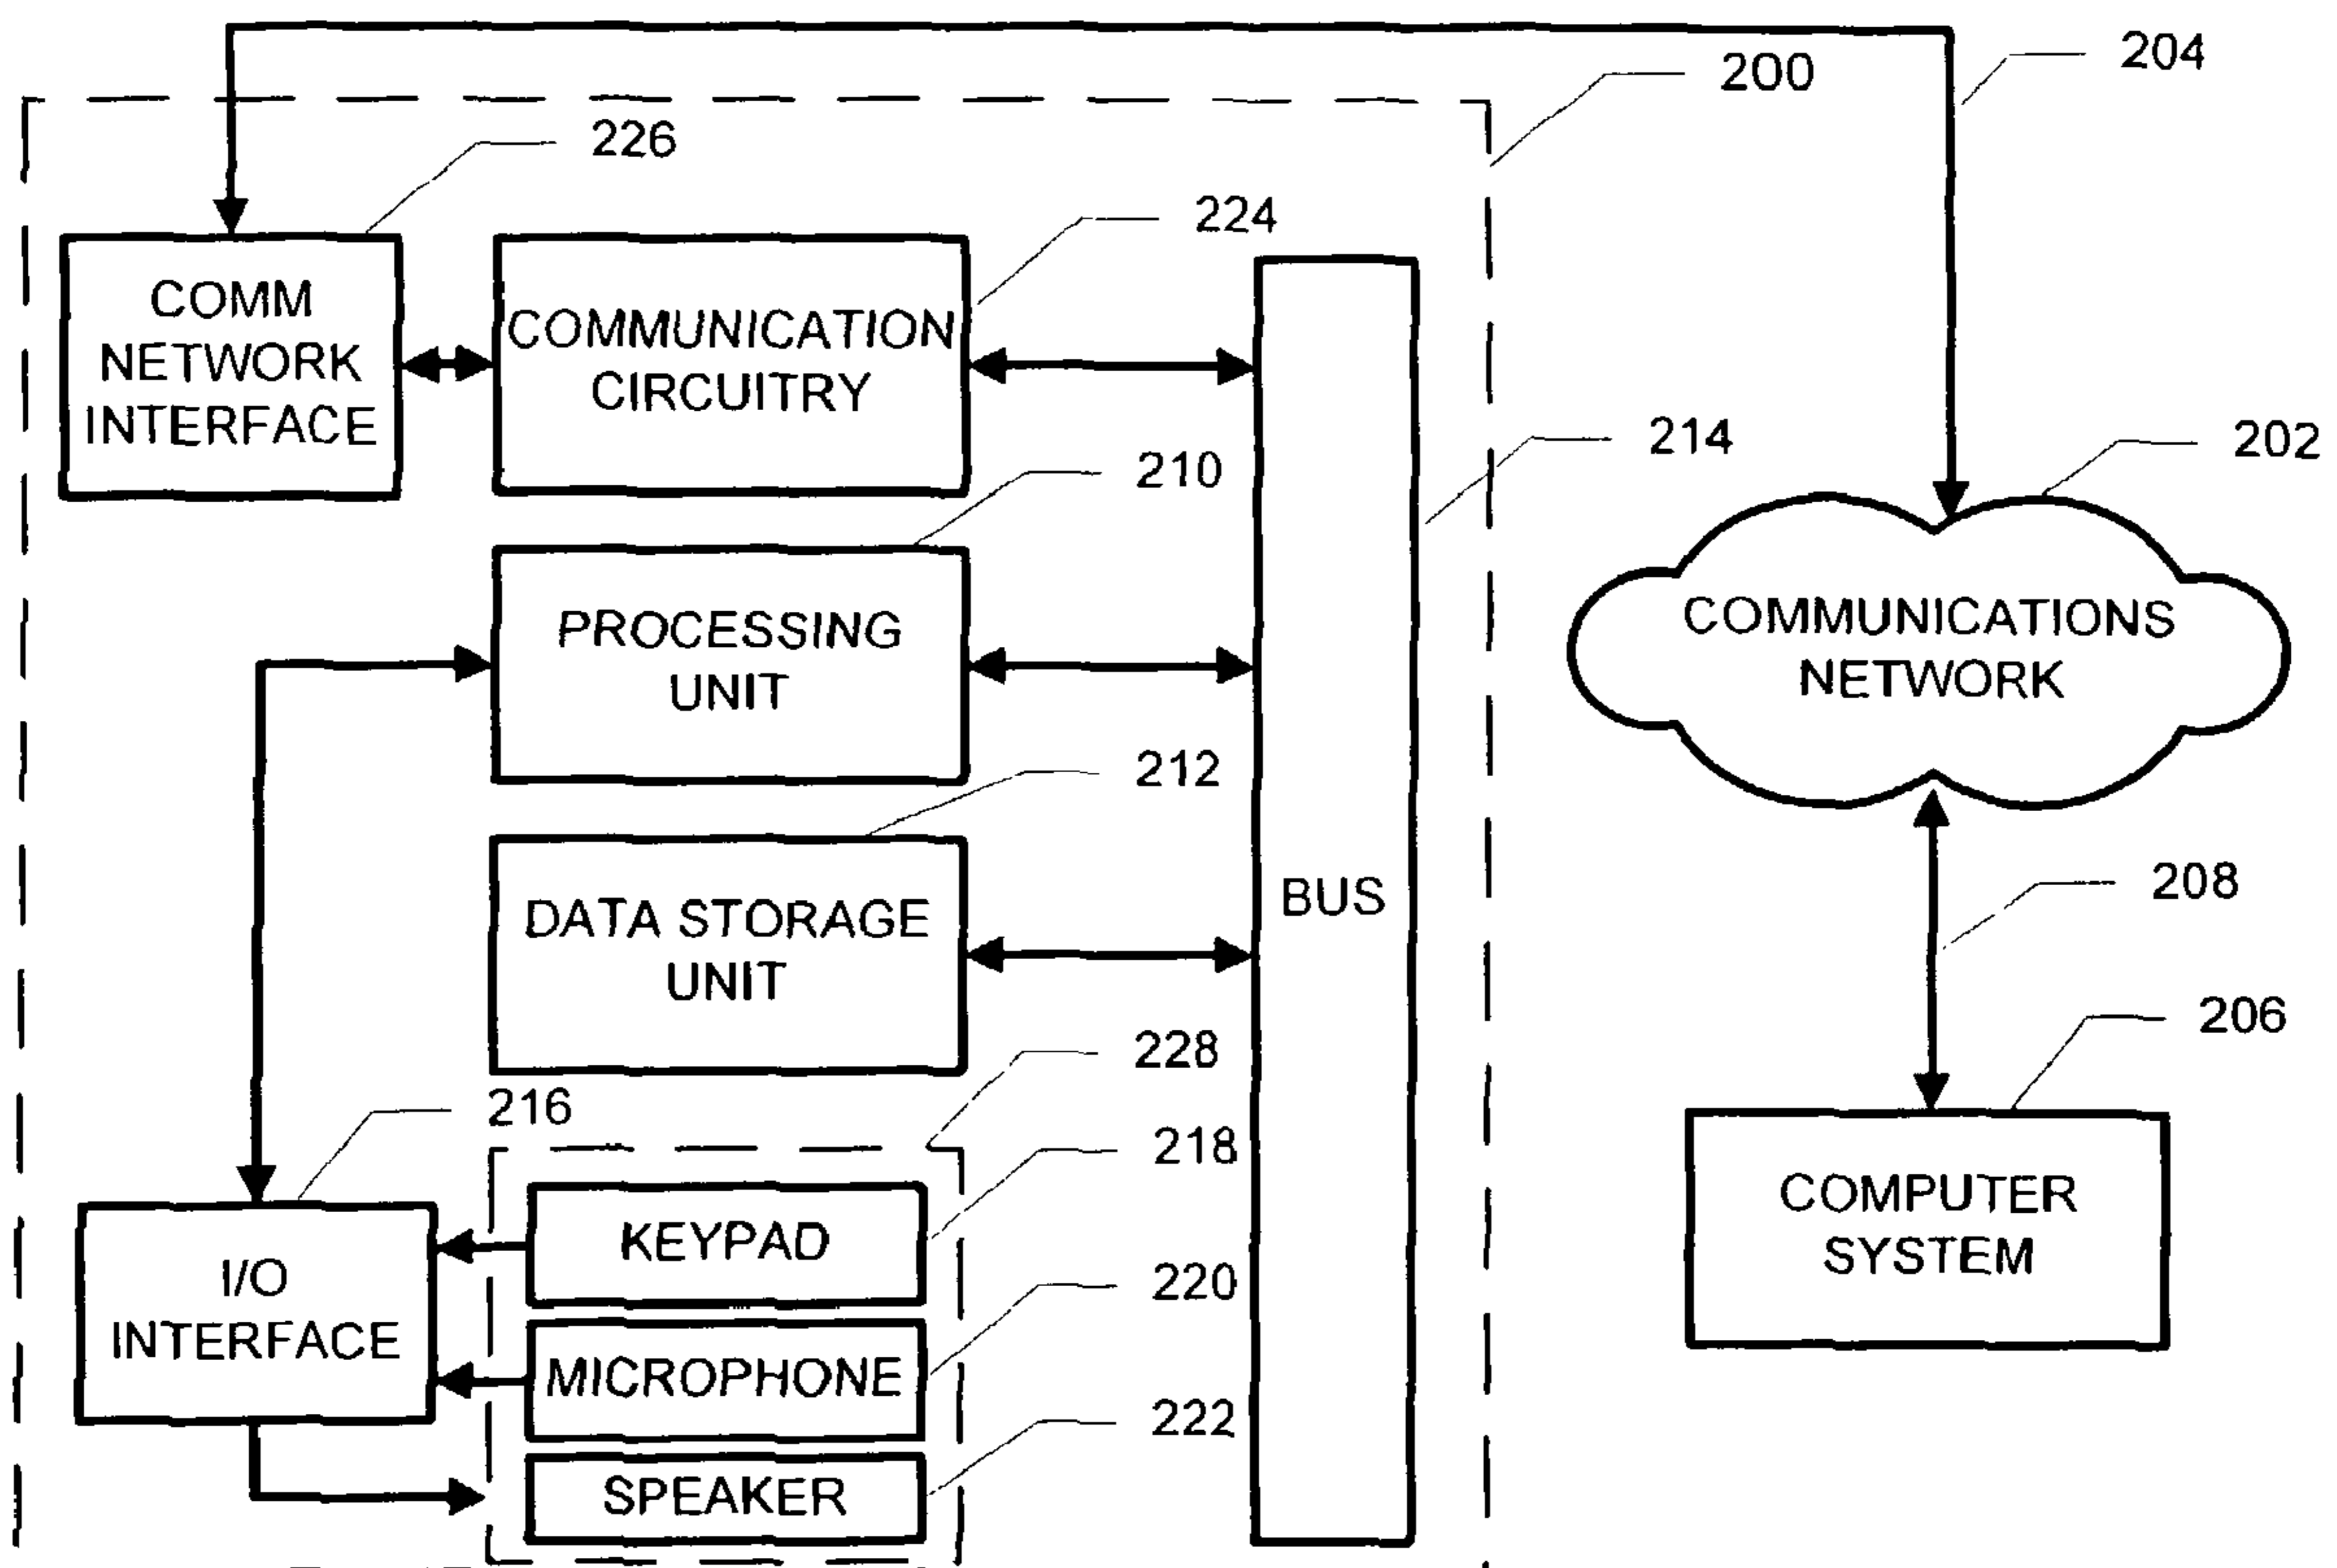 204
200
226
224
COMM
NETWORK
INTERFACE
COMMUNICATION
CIRCUITRY
214
202
210
COMMUNICATIONS
NETWORK
PROCESSING
UNIT
212
BUS
208
DATA STORAGE
UNIT
206
228
216
218
KEYPAD
COMPUTER
SYSTEM
I/O
INTERFACE
220
MICROPHONE
222
SPEAKER